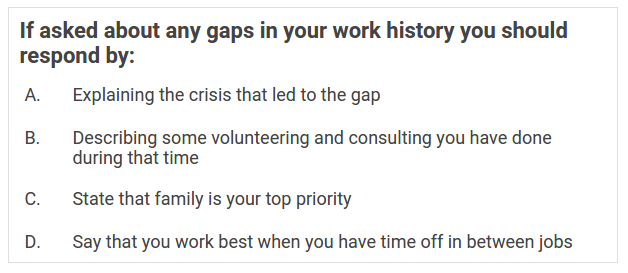 If asked about any gaps in your work history you should
respond by:
A. Explaining the crisis that led to the gap
B. Describing some volunteering and consulting you have done
during that time
C. State that family is your top priority
D. Say that you work best when you have time off in between jobs